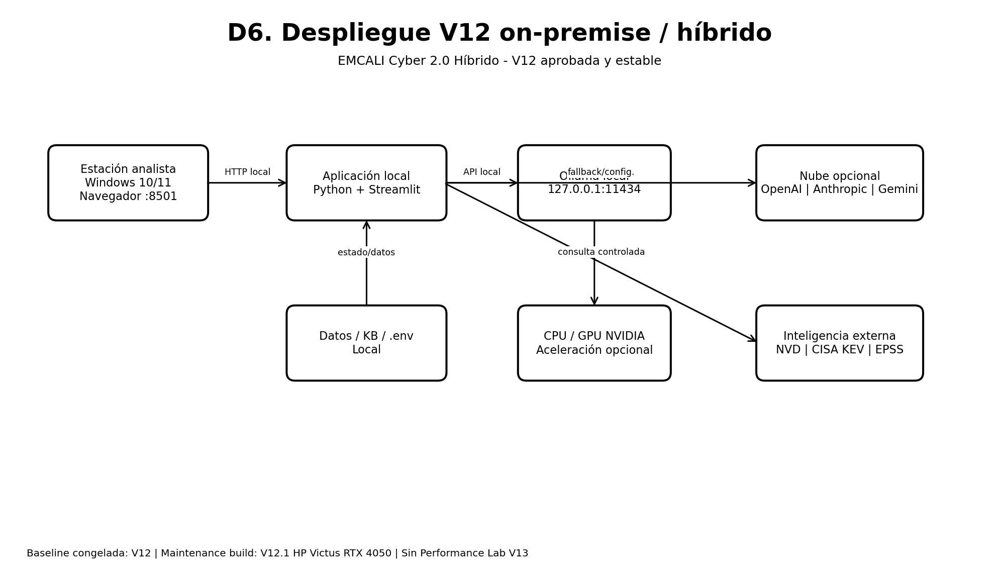 D6. Despliegue V12 on-premise / híbrido
EMCALI Cyber 2.0 Híbrido - V12 aprobada y estable
Estación analista
Windows 10/11
Navegador :8501
HTTP local
Aplicación local
Python + Streamlit
API local
fallback/config.
127.0.0.1:11434
Nube opcional
OpenAI | Anthropic | Gemini
estado/datos
consulta controlada
Datos / KB / .env
Local
CPU / GPU NVIDIA
Aceleración opcional
Inteligencia externa
NVD | CISA KEV | EPSS
Baseline congelada: V12 | Maintenance build: V12.1 HP Victus RTX 4050 | Sin Performance Lab V13